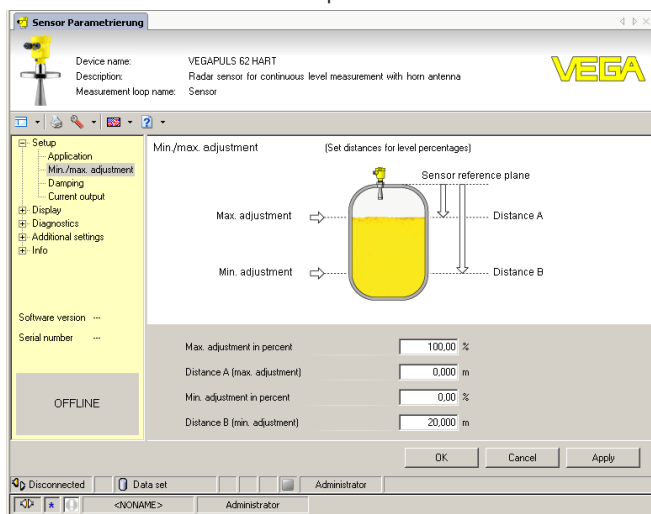 Sensor Parametrierung
Device name: VEGAPULS 62 HART
Description: Radar sensor for continuous level measurement with horn antenna
Measurement loop name: Sensor
VEGA
Setup
Application
Min./max. adjustment
Damping
Current output
Display
Diagnostics
Additional settings
Info
Software version ---
Serial number ---
OFFLINE
Min./max. adjustment (Set distances for level percentages)
Sensor reference plane
Max. adjustment
Distance A
Min. adjustment
Distance B
Max. adjustment in percent 100,00 %
Distance A (max. adjustment) 0,000 m
Min. adjustment in percent 0,00 %
Distance B (min. adjustment) 20,000 m
OK Cancel Apply
Disconnected Data set Administrator
<NONAME> Administrator